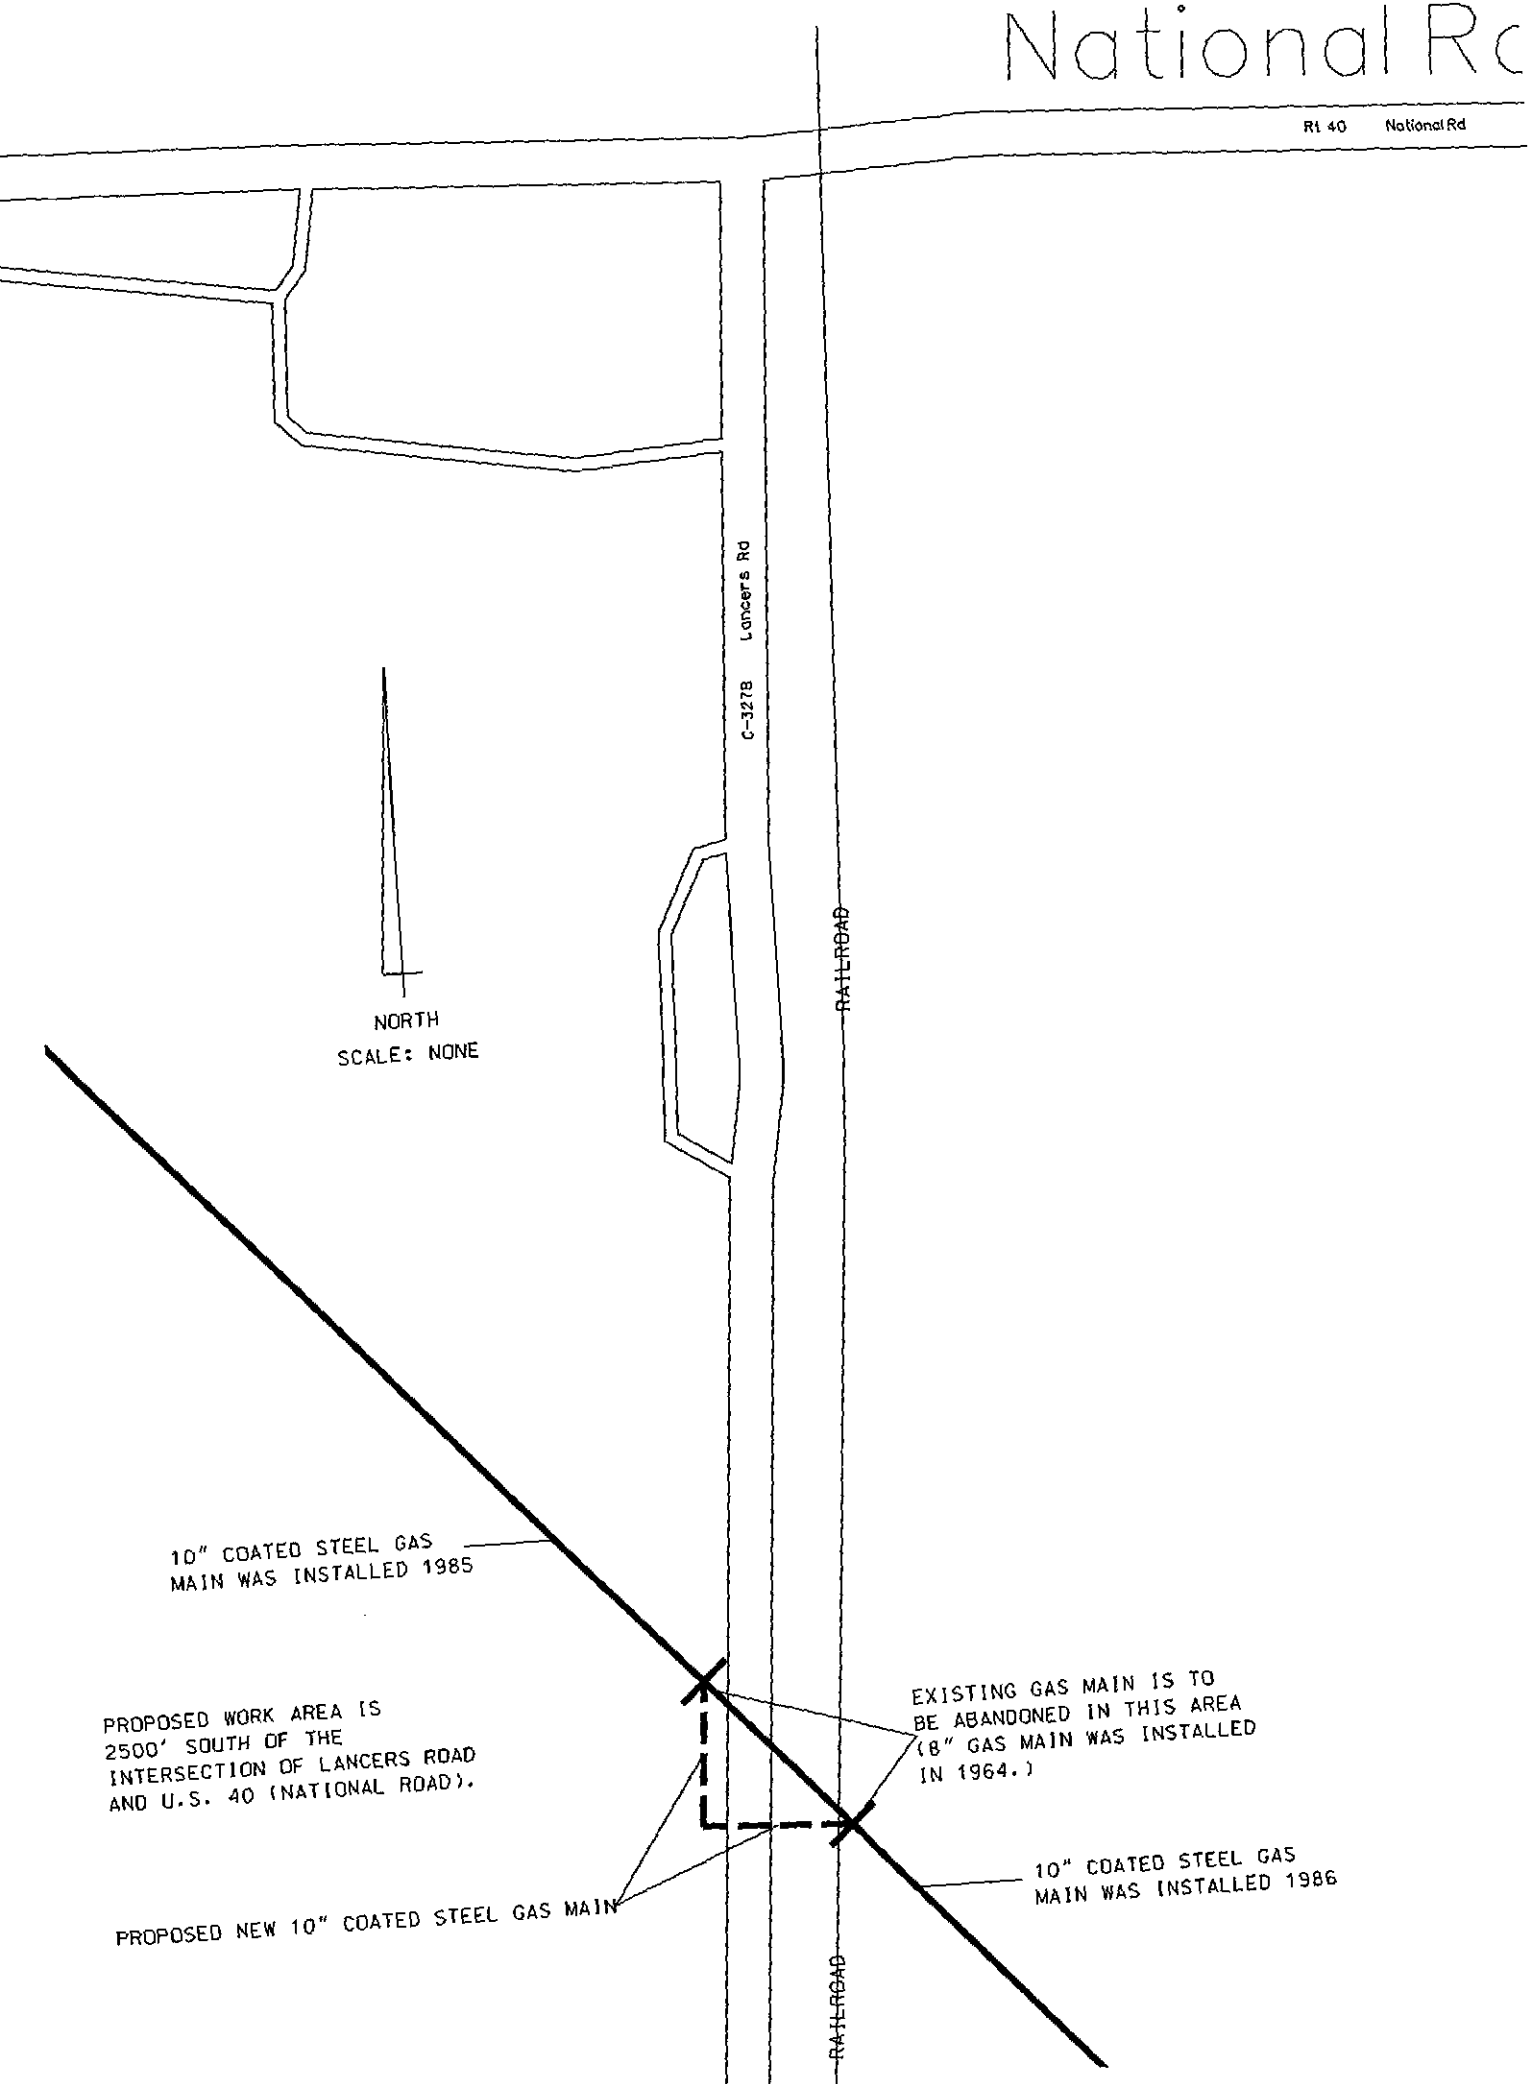 National R
Rt 40 National Rd
Lancers Rd
C-3278
RAILROAD
NORTH
SCALE: NONE
10" COATED STEEL GAS
MAIN WAS INSTALLED 1985
PROPOSED WORK AREA IS
2500' SOUTH OF THE
INTERSECTION OF LANCERS ROAD
AND U.S. 40 (NATIONAL ROAD).
EXISTING GAS MAIN IS TO
BE ABANDONED IN THIS AREA
(8" GAS MAIN WAS INSTALLED
IN 1964.)
10" COATED STEEL GAS
MAIN WAS INSTALLED 1986
PROPOSED NEW 10" COATED STEEL GAS MAIN
RAILROAD